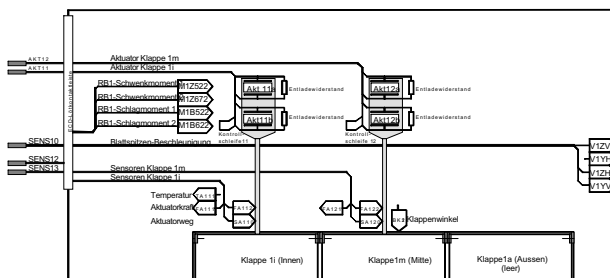 AKT12
AKT11
Aktuator Klappe 1m
Aktuator Klappe 1i
RB1-Schwenkmoment
RB1-Schwenkmoment
RB1-Schlagmoment 1
RB1-Schlagmoment 2
M1Z522
M1Z672
M1B522
M1B622
Akt 11a
Akt11b
Entladewiderstand
Entladewiderstand
Kontroll-
schleife11
Akt12a
Akt12b
Entladewiderstand
Entladewiderstand
Kontroll-
schleife 12
SENS10
Blattspitzen-Beschleunigung
SENS12
SENS13
Sensoren Klappe 1m
Sensoren Klappe 1i
V1ZV
V1YH
V1ZH
V1YV
Temperatur
Aktuatorkraft
Aktuatorweg
FA112
FA121
FA122
Klappenwinkel
Klappe 1i (Innen)
Klappe1m (Mitte)
Klappe1a (Aussen)
(leer)